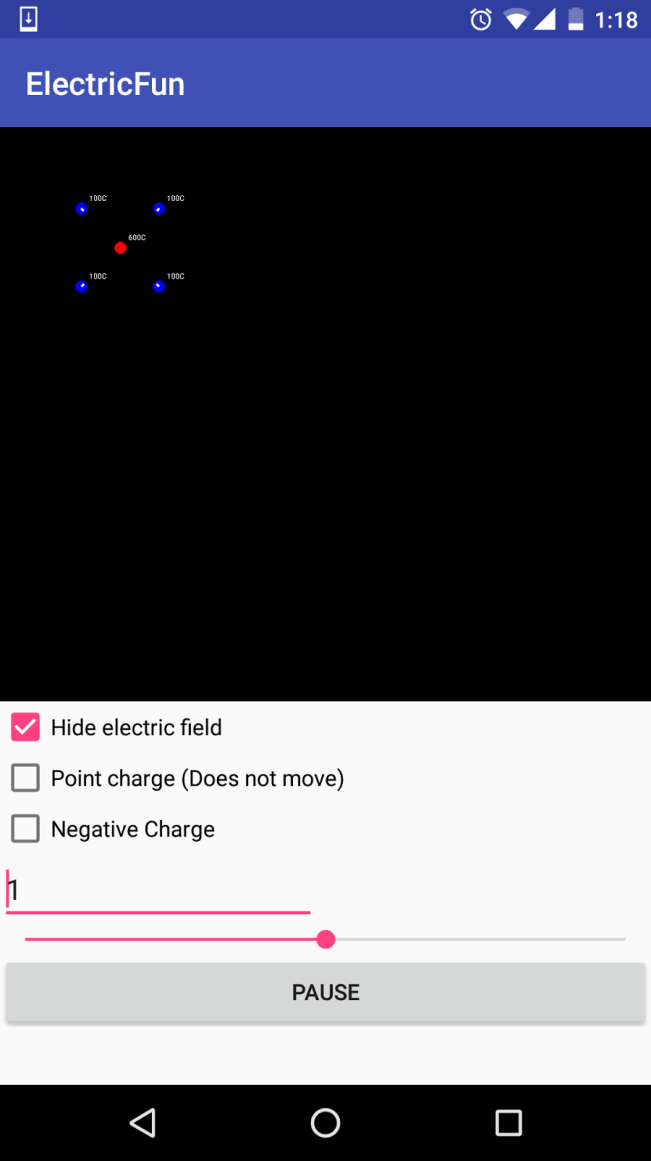 1:18
ElectricFun
100C 100C
600C
100C 100C
Hide electric field
Point charge (Does not move)
Negative Charge
1
PAUSE